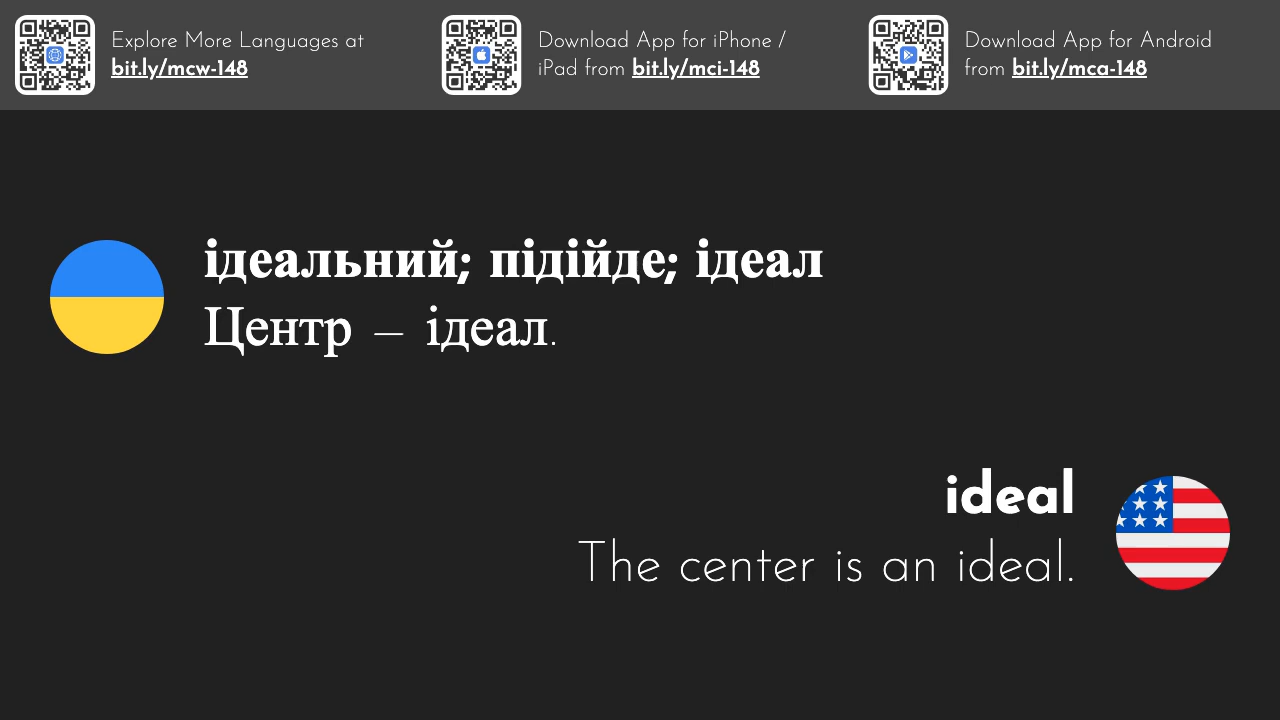 Explore More Languages at
bit.ly/mcw-148
Download App for iPhone /
iPad from bit.ly/mci-148
Download App for Android
from bit.ly/mca-148
ідеальний; підійде; ідеал
Центр – ідеал.
ideal
The center is an ideal.